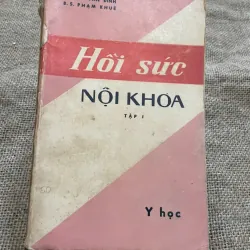 B.S. PHẠM KHUÊ
Hồi sức
NỘI KHOA
TẬP I
Y học